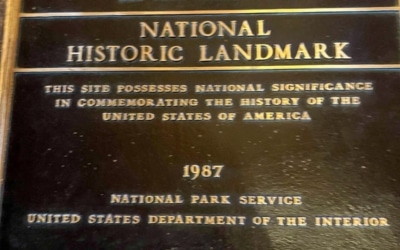 NATIONAL
HISTORIC LANDMARK
THIS SITE POSSESSES NATIONAL SIGNIFICANCE
IN COMMEMORATING THE HISTORY OF THE
UNITED STATES OF AMERICA
1987
NATIONAL PARK SERVICE
UNITED STATES DEPARTMENT OF THE INTERIOR